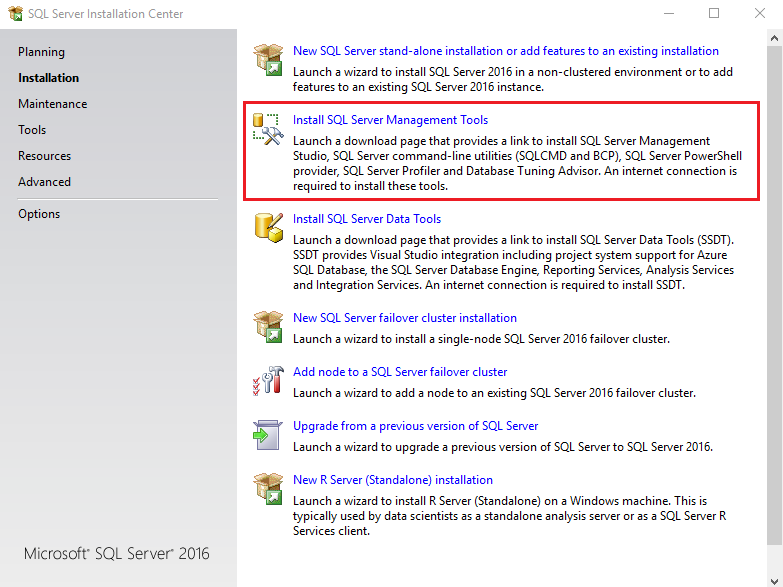 SQL Server Installation Center
Planning
Installation
Maintenance
Tools
Resources
Advanced
Options
New SQL Server stand-alone installation or add features to an existing installation
Launch a wizard to install SQL Server 2016 in a non-clustered environment or to add
features to an existing SQL Server 2016 instance.
Install SQL Server Management Tools
Launch a download page that provides a link to install SQL Server Management
Studio, SQL Server command-line utilities (SQLCMD and BCP), SQL Server PowerShell
provider, SQL Server Profiler and Database Tuning Advisor. An internet connection is
required to install these tools.
Install SQL Server Data Tools
Launch a download page that provides a link to install SQL Server Data Tools (SSDT).
SSDT provides Visual Studio integration including project system support for Azure
SQL Database, the SQL Server Database Engine, Reporting Services, Analysis Services
and Integration Services. An internet connection is required to install SSDT.
New SQL Server failover cluster installation
Launch a wizard to install a single-node SQL Server 2016 failover cluster.
Add node to a SQL Server failover cluster
Launch a wizard to add a node to an existing SQL Server 2016 failover cluster.
Upgrade from a previous version of SQL Server
Launch a wizard to upgrade a previous version of SQL Server to SQL Server 2016.
New R Server (Standalone) installation
Launch a wizard to install R Server (Standalone) on a Windows machine. This is
typically used by data scientists as a standalone analysis server or as a SQL Server R
Services client.
Microsoft® SQL Server® 2016